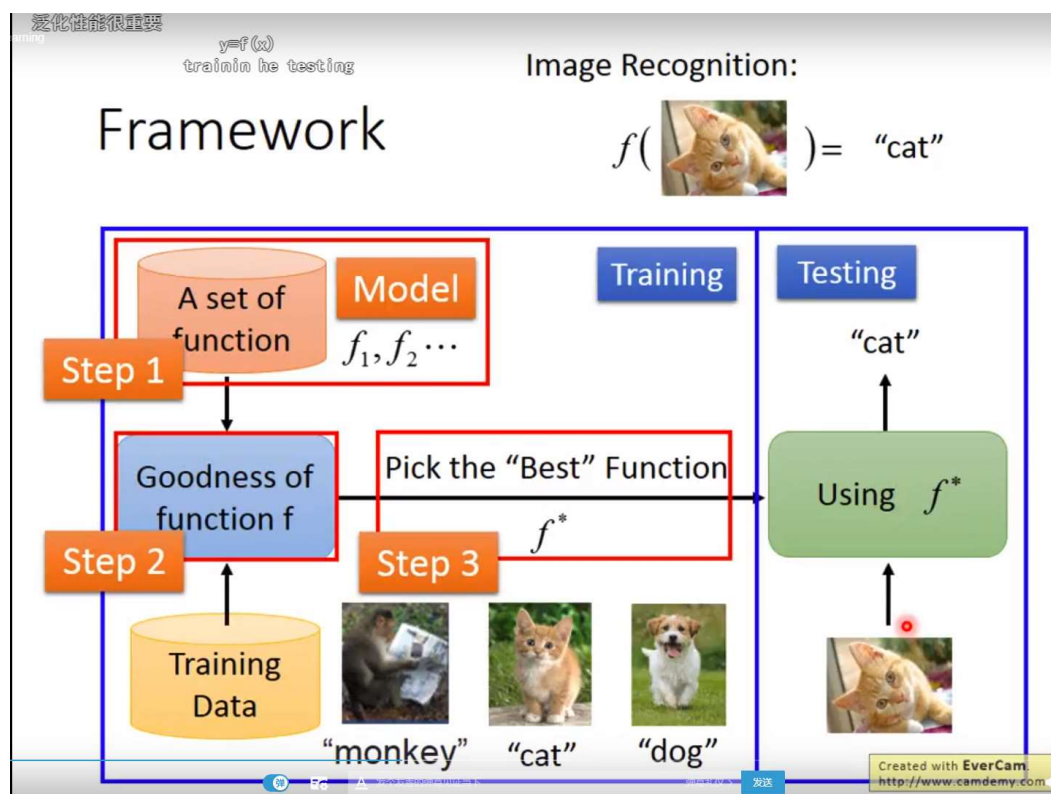 泛化性能很重要
arning
y=f(x)
trainin he testing
Image Recognition:
Framework
f( )= “cat”
A set of
function
Model
f₁, f₂ ⋯
Training
Testing
Step 1
“cat”
Goodness of
function f
Pick the “Best” Function
f*
Using f*
Step 2
Step 3
Training
Data
“monkey”
“cat”
“dog”
弹
发送
Created with EverCam.
http://www.camdemy.com